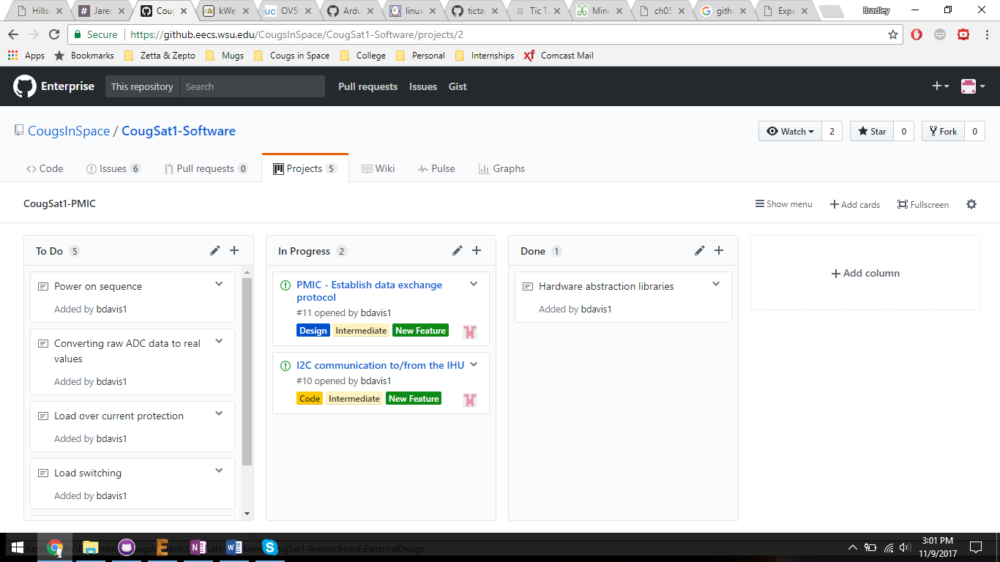 Hills
Jared
Coug
kWe
OV5
Ardu
linux
ticta
Tic T
Mini
ch05
gith
Expe
Bradley
Secure
https://github.eecs.wsu.edu/CougsInSpace/CougSat1-Software/projects/2
Apps Bookmarks Zetta & Zepto Mugs Cougs in Space College Personal Internships Comcast Mail
Enterprise This repository Search Pull requests Issues Gist
CougsInSpace / CougSat1-Software
Watch 2 Star 0 Fork 0
Code Issues 6 Pull requests 0 Projects 5 Wiki Pulse Graphs
CougSat1-PMIC
Show menu Add cards Fullscreen
To Do 5
Power on sequence
Added by bdavis1
Converting raw ADC data to real
values
Added by bdavis1
Load over current protection
Added by bdavis1
Load switching
Added by bdavis1
In Progress 2
PMIC - Establish data exchange
protocol
#11 opened by bdavis1
Design Intermediate New Feature
I2C communication to/from the IHU
#10 opened by bdavis1
Code Intermediate New Feature
Done 1
Hardware abstraction libraries
Added by bdavis1
Add column
3:01 PM
11/9/2017